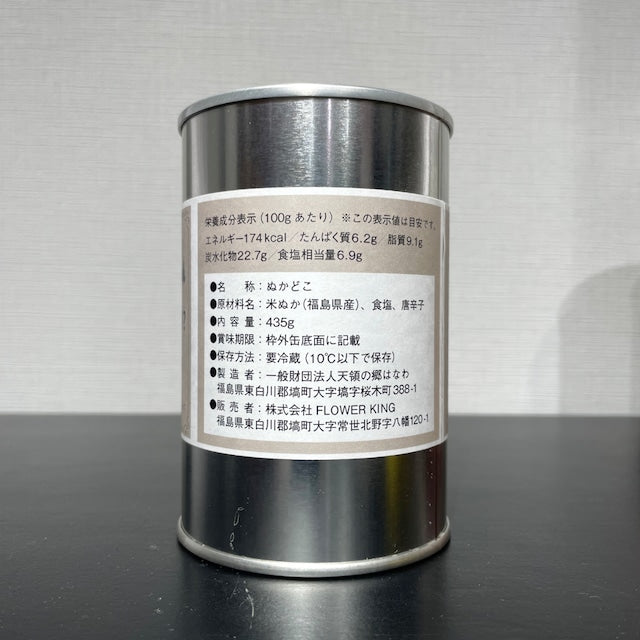 栄養成分表示(100gあたり) ※この表示値は目安です。
エネルギー174kcal/たんぱく質6.2g/脂質9.1g
炭水化物22.7g/食塩相当量6.9g
●名　　称:ぬかどこ
●原材料名:米ぬか(福島県産)、食塩、唐辛子
●内 容 量:435g
●賞味期限:枠外缶底面に記載
●保存方法:要冷蔵(10℃以下で保存)
●製 造 者:一般財団法人天領の郷はなわ
福島県東白川郡塙町大字塙字桜木町388-1
●販 売 者:株式会社 FLOWER KING
福島県東白川郡塙町大字常世北野字八幡120-1